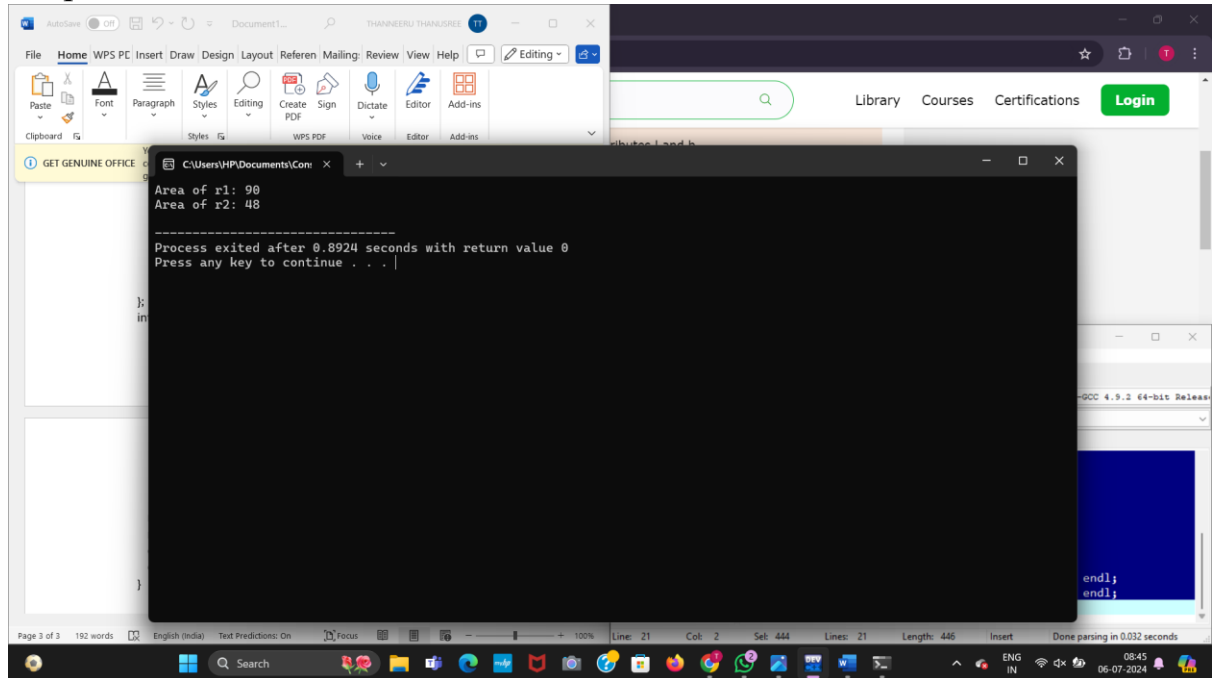 AutoSave Off Document1... THANNEERU THANUSREE TT
File Home WPS PE Insert Draw Design Layout Referen Mailing: Review View Help Editing
Paste Font Paragraph Styles Editing Create PDF Sign Dictate Editor Add-ins
Clipboard Styles WPS PDF Voice Editor Add-ins
GET GENUINE OFFICE
Library Courses Certifications Login
C:\Users\HP\Documents\Con:
Area of r1: 90
Area of r2: 48
--------------------------------
Process exited after 0.8924 seconds with return value 0
Press any key to continue . . .
};
in
}
-GCC 4.9.2 64-bit Releas
endl;
endl;
Page 3 of 3 192 words English (India) Text Predictions: On Focus 100%
Line: 21 Col: 2 Sel: 444 Lines: 21 Length: 446 Insert Done parsing in 0.032 seconds
Search
ENG IN 08:45 06-07-2024